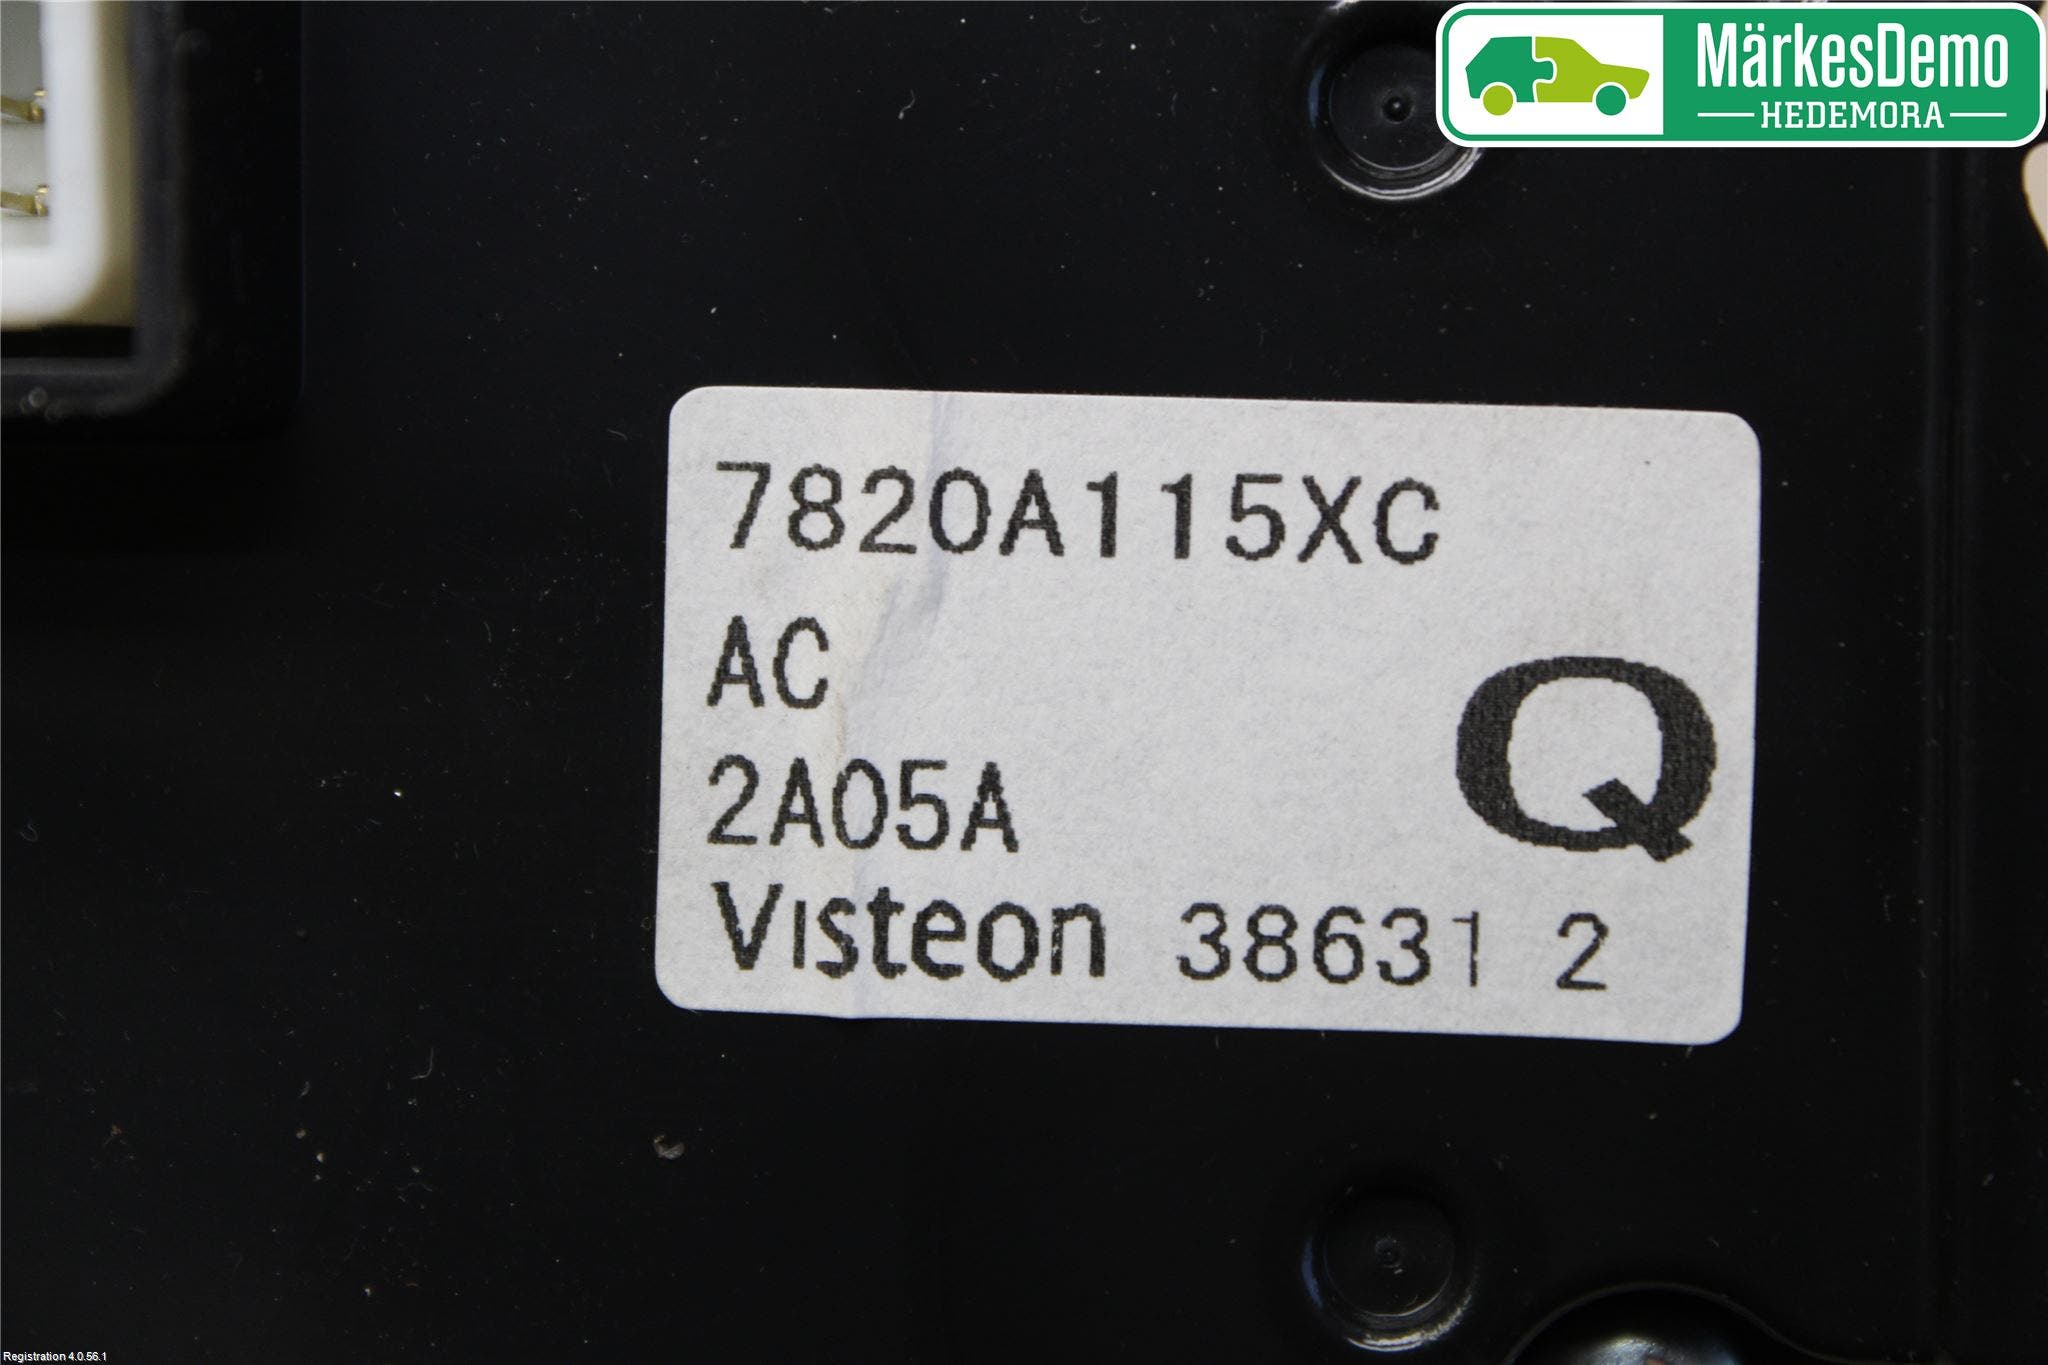 MärkesDemo
HEDEMORA
7820A115XC
AC
2A05A
Q
Visteon 38631 2
Registration 4.0.56.1